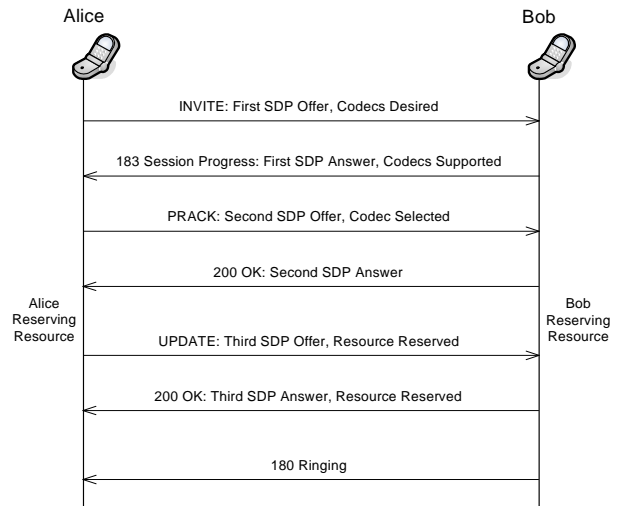 Alice
Bob
INVITE: First SDP Offer, Codecs Desired
183 Session Progress: First SDP Answer, Codecs Supported
PRACK: Second SDP Offer, Codec Selected
200 OK: Second SDP Answer
Alice
Reserving
Resource
Bob
Reserving
Resource
UPDATE: Third SDP Offer, Resource Reserved
200 OK: Third SDP Answer, Resource Reserved
180 Ringing